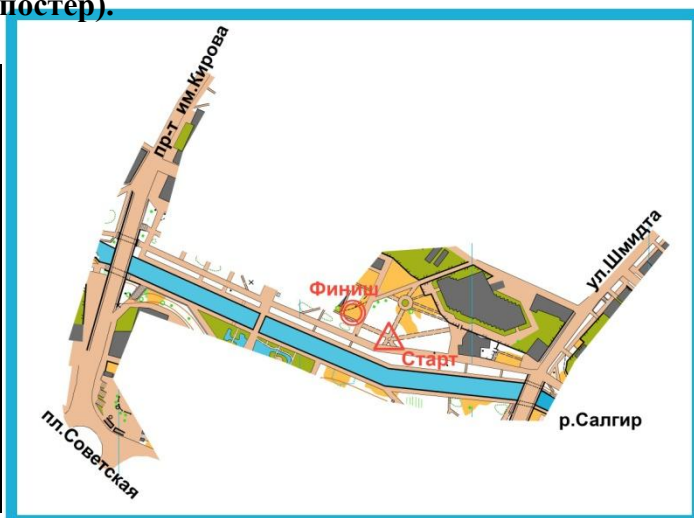 постер).
пр-т им.Кирова
ул.Шмидта
Финиш
Старт
р.Салгир
пл.Советская